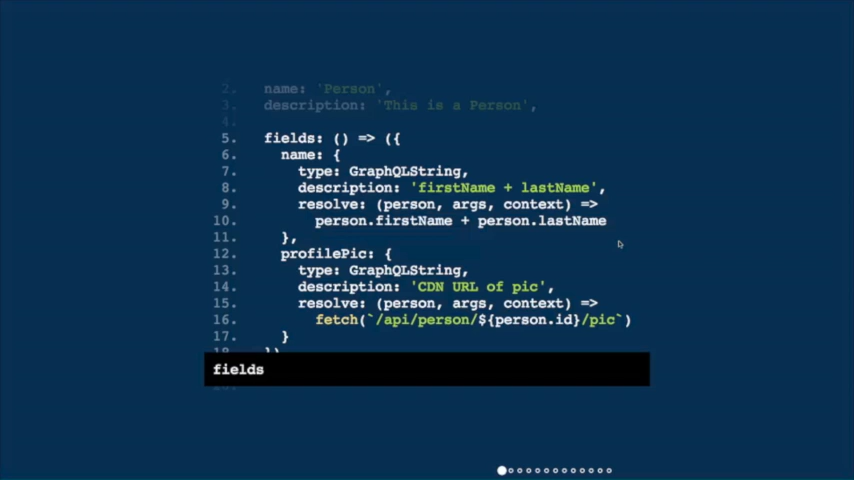 2. name: 'Person',
3. description: 'This is a Person',
4.
5. fields: () => ({
6. name: {
7. type: GraphQLString,
8. description: 'firstName + lastName',
9. resolve: (person, args, context) =>
10. person.firstName + person.lastName
11. },
12. profilePic: {
13. type: GraphQLString,
14. description: 'CDN URL of pic',
15. resolve: (person, args, context) =>
16. fetch(`/api/person/${person.id}/pic`)
17. }
18. })
fields